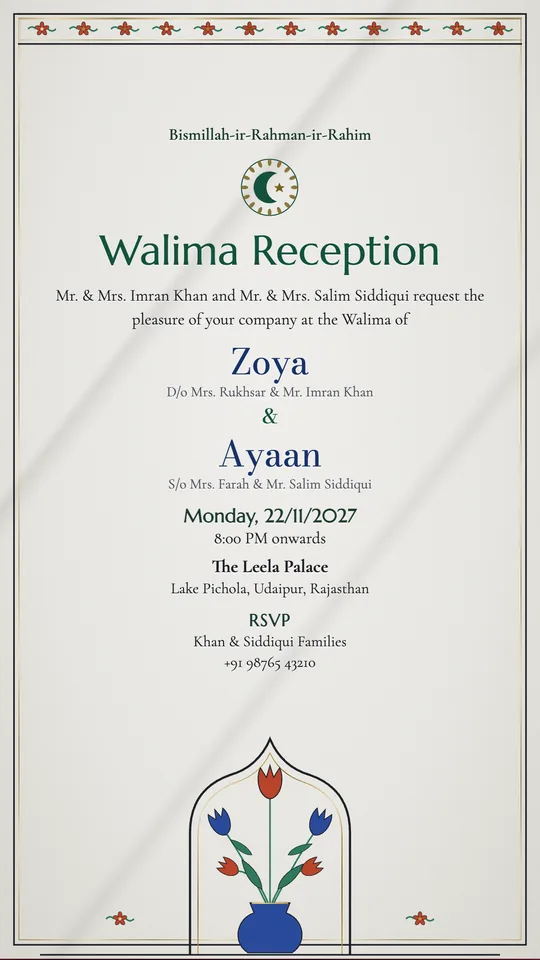 Bismillah-ir-Rahman-ir-Rahim
Walima Reception
Mr. & Mrs. Imran Khan and Mr. & Mrs. Salim Siddiqui request the
pleasure of your company at the Walima of
Zoya
D/o Mrs. Rukhsar & Mr. Imran Khan
&
Ayaan
S/o Mrs. Farah & Mr. Salim Siddiqui
Monday, 22/11/2027
8:00 PM onwards
The Leela Palace
Lake Pichola, Udaipur, Rajasthan
RSVP
Khan & Siddiqui Families
+91 98765 43210